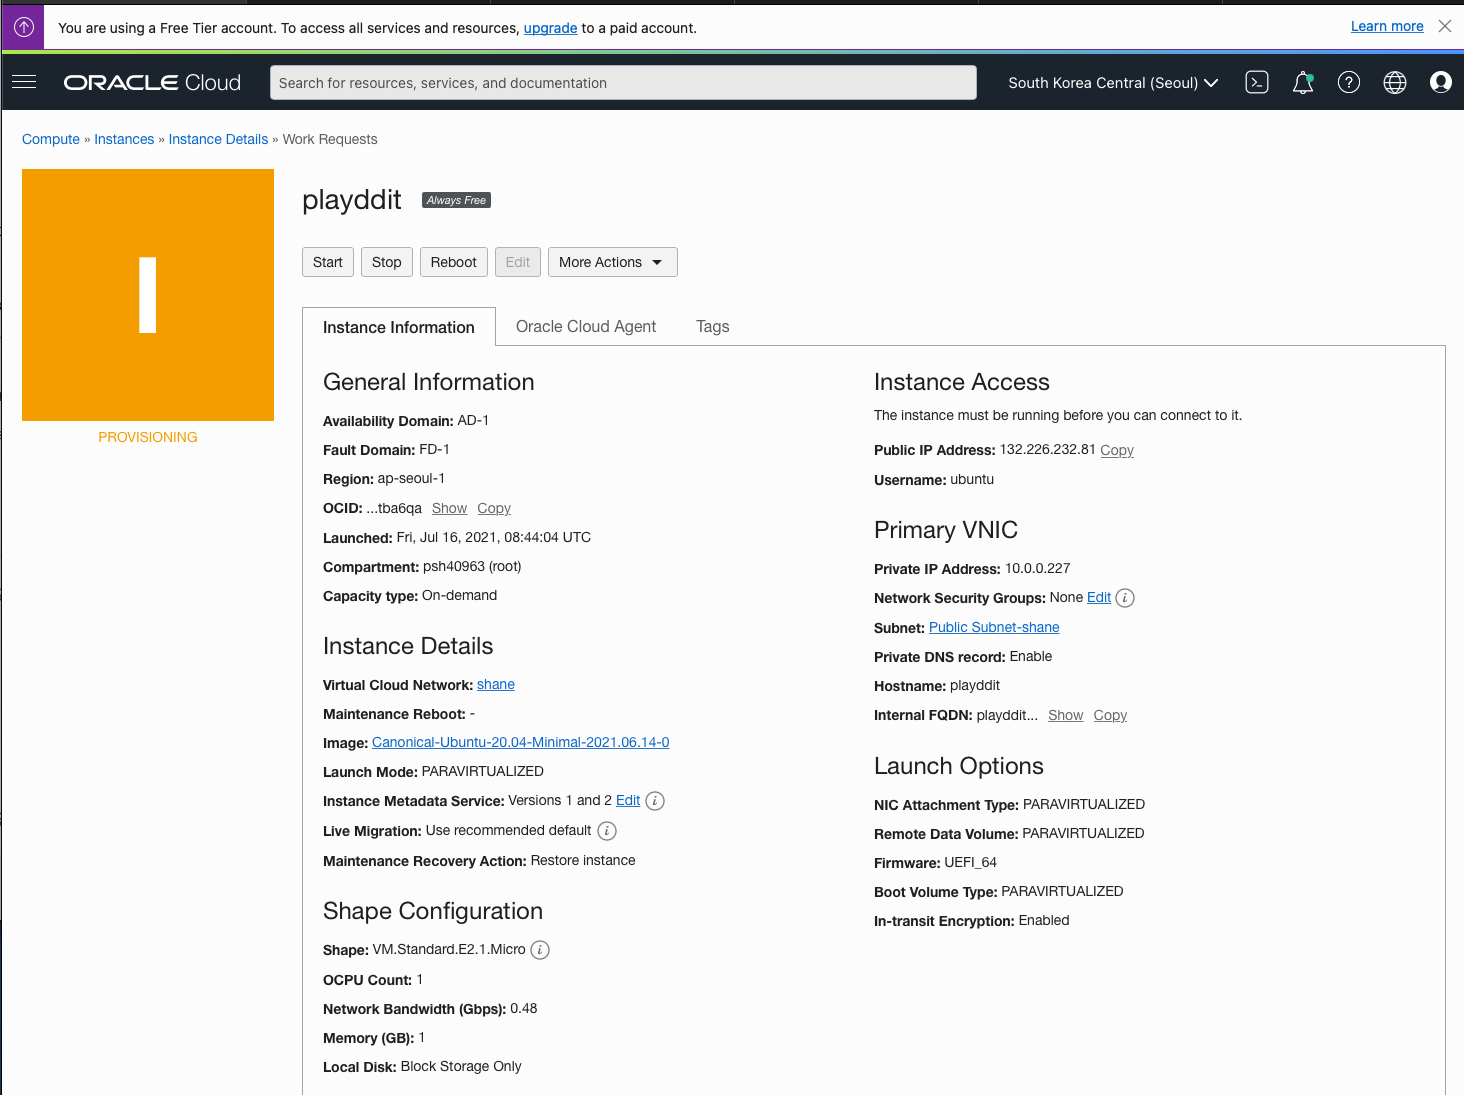 You are using a Free Tier account. To access all services and resources, upgrade to a paid account.
Learn more
ORACLE Cloud
Search for resources, services, and documentation
South Korea Central (Seoul)
Compute » Instances » Instance Details » Work Requests
I
PROVISIONING
playddit
Always Free
Start
Stop
Reboot
Edit
More Actions
Instance Information
Oracle Cloud Agent
Tags
General Information
Availability Domain: AD-1
Fault Domain: FD-1
Region: ap-seoul-1
OCID: ...tba6qa Show Copy
Launched: Fri, Jul 16, 2021, 08:44:04 UTC
Compartment: psh40963 (root)
Capacity type: On-demand
Instance Details
Virtual Cloud Network: shane
Maintenance Reboot: -
Image: Canonical-Ubuntu-20.04-Minimal-2021.06.14-0
Launch Mode: PARAVIRTUALIZED
Instance Metadata Service: Versions 1 and 2 Edit
Live Migration: Use recommended default
Maintenance Recovery Action: Restore instance
Shape Configuration
Shape: VM.Standard.E2.1.Micro
OCPU Count: 1
Network Bandwidth (Gbps): 0.48
Memory (GB): 1
Local Disk: Block Storage Only
Instance Access
The instance must be running before you can connect to it.
Public IP Address: 132.226.232.81 Copy
Username: ubuntu
Primary VNIC
Private IP Address: 10.0.0.227
Network Security Groups: None Edit
Subnet: Public Subnet-shane
Private DNS record: Enable
Hostname: playddit
Internal FQDN: playddit... Show Copy
Launch Options
NIC Attachment Type: PARAVIRTUALIZED
Remote Data Volume: PARAVIRTUALIZED
Firmware: UEFI_64
Boot Volume Type: PARAVIRTUALIZED
In-transit Encryption: Enabled